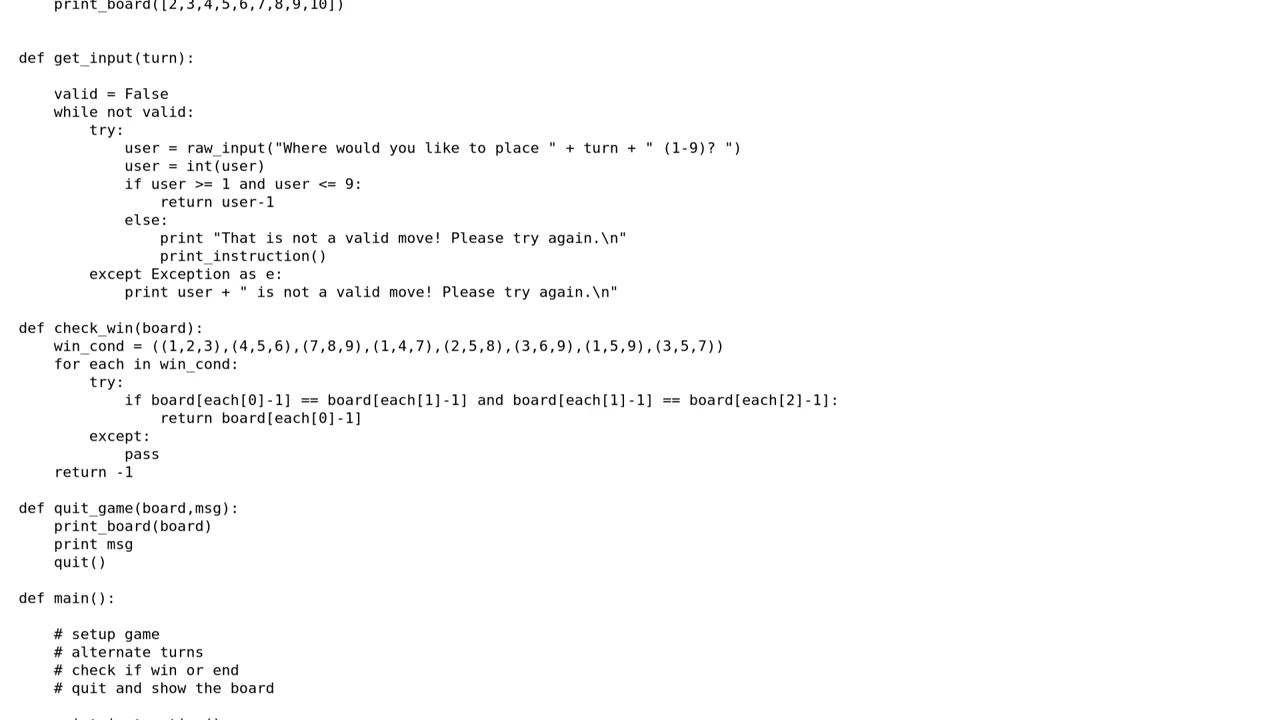 print_board([2,3,4,5,6,7,8,9,10])
def get_input(turn):
    valid = False
    while not valid:
        try:
            user = raw_input("Where would you like to place " + turn + " (1-9)? ")
            user = int(user)
            if user >= 1 and user <= 9:
                return user-1
            else:
                print "That is not a valid move! Please try again.\n"
                print_instruction()
        except Exception as e:
            print user + " is not a valid move! Please try again.\n"
def check_win(board):
    win_cond = ((1,2,3),(4,5,6),(7,8,9),(1,4,7),(2,5,8),(3,6,9),(1,5,9),(3,5,7))
    for each in win_cond:
        try:
            if board[each[0]-1] == board[each[1]-1] and board[each[1]-1] == board[each[2]-1]:
                return board[each[0]-1]
        except:
            pass
    return -1
def quit_game(board,msg):
    print_board(board)
    print msg
    quit()
def main():
    # setup game
    # alternate turns
    # check if win or end
    # quit and show the board